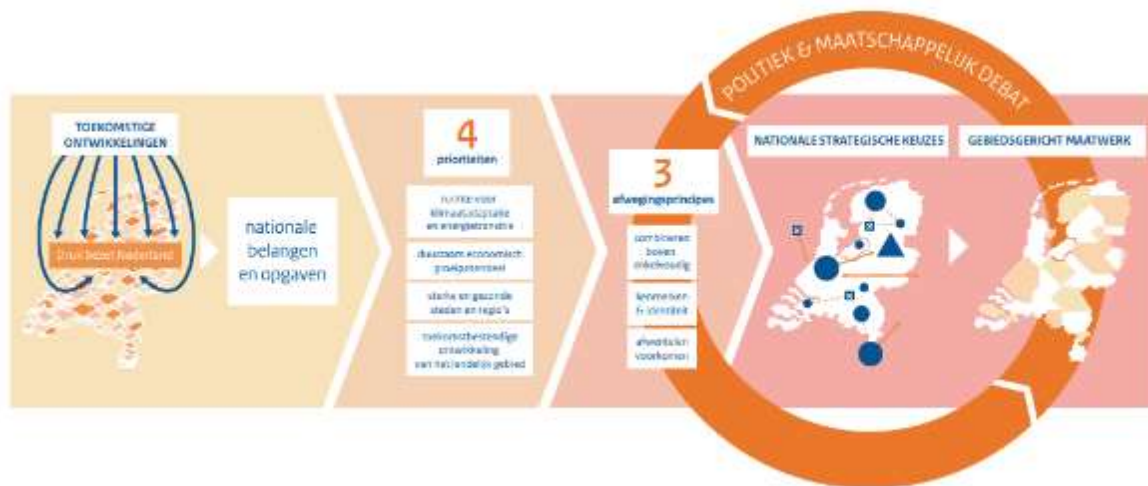 POLITIEK & MAATSCHAPPELIJK DEBAT
TOEKOMSTIGE
ONTWIKKELINGEN
Druk bezet Nederland
nationale
belangen
en opgaven
4
prioriteiten
ruimte voor
klimaatadaptatie
en energietransitie
duurzaam economisch
groeipotentieel
sterke en gezonde
steden en regio's
toekomstbestendige
ontwikkeling
van het landelijk gebied
3
afwegingsprincipes
combineren
boven
enkelvoudig
kenmerken
& identiteit
afwentelen
voorkomen
NATIONALE STRATEGISCHE KEUZES
GEBIEDSGERICHT MAATWERK